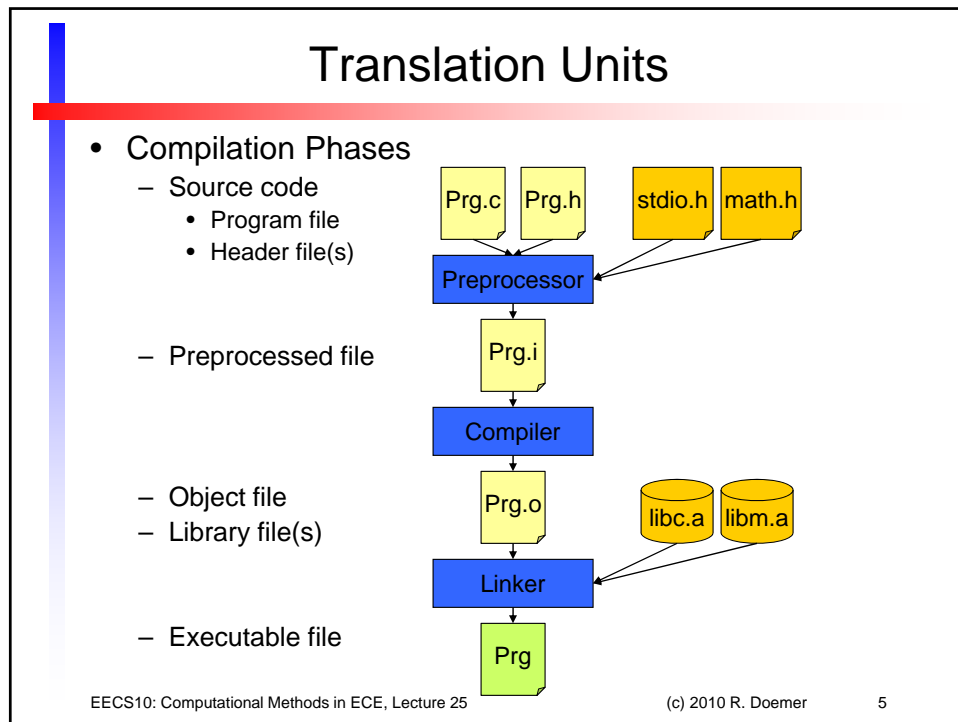 Translation Units
• Compilation Phases
– Source code
• Program file
• Header file(s)
Prg.c Prg.h stdio.h math.h
Preprocessor
– Preprocessed file
Prg.i
Compiler
– Object file
– Library file(s)
Prg.o libc.a libm.a
Linker
– Executable file
Prg
EECS10: Computational Methods in ECE, Lecture 25 (c) 2010 R. Doemer 5